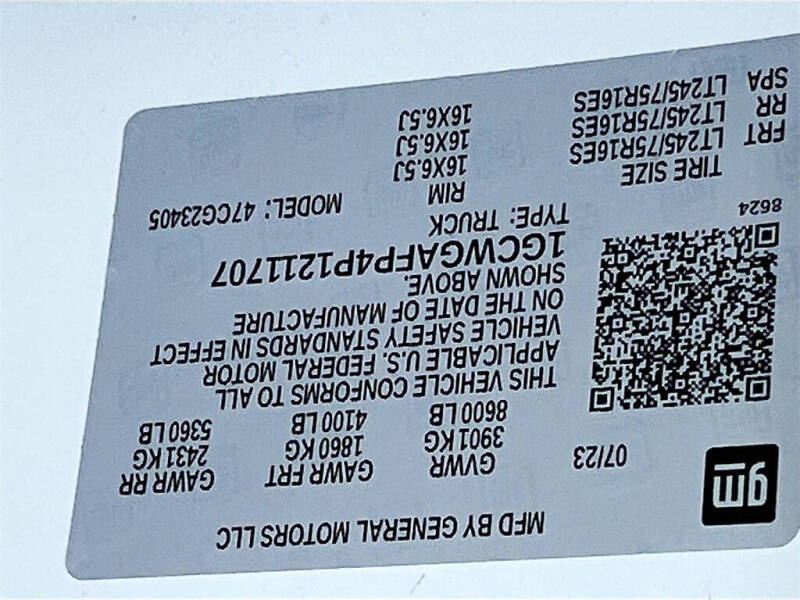 gm
MFD BY GENERAL MOTORS LLC
07/23 GVWR GAWR FRT GAWR RR
3901 KG 1860 KG 2431 KG
8600 LB 4100 LB 5360 LB
THIS VEHICLE CONFORMS TO ALL
APPLICABLE U.S. FEDERAL MOTOR
VEHICLE SAFETY STANDARDS IN EFFECT
ON THE DATE OF MANUFACTURE
SHOWN ABOVE.
1GCWGAFP4P1211707
8624 TYPE: TRUCK MODEL: 47CG23405
TIRE SIZE RIM
FRT LT245/75R16ES 16X6.5J
RR LT245/75R16ES 16X6.5J
SPA LT245/75R16ES 16X6.5J